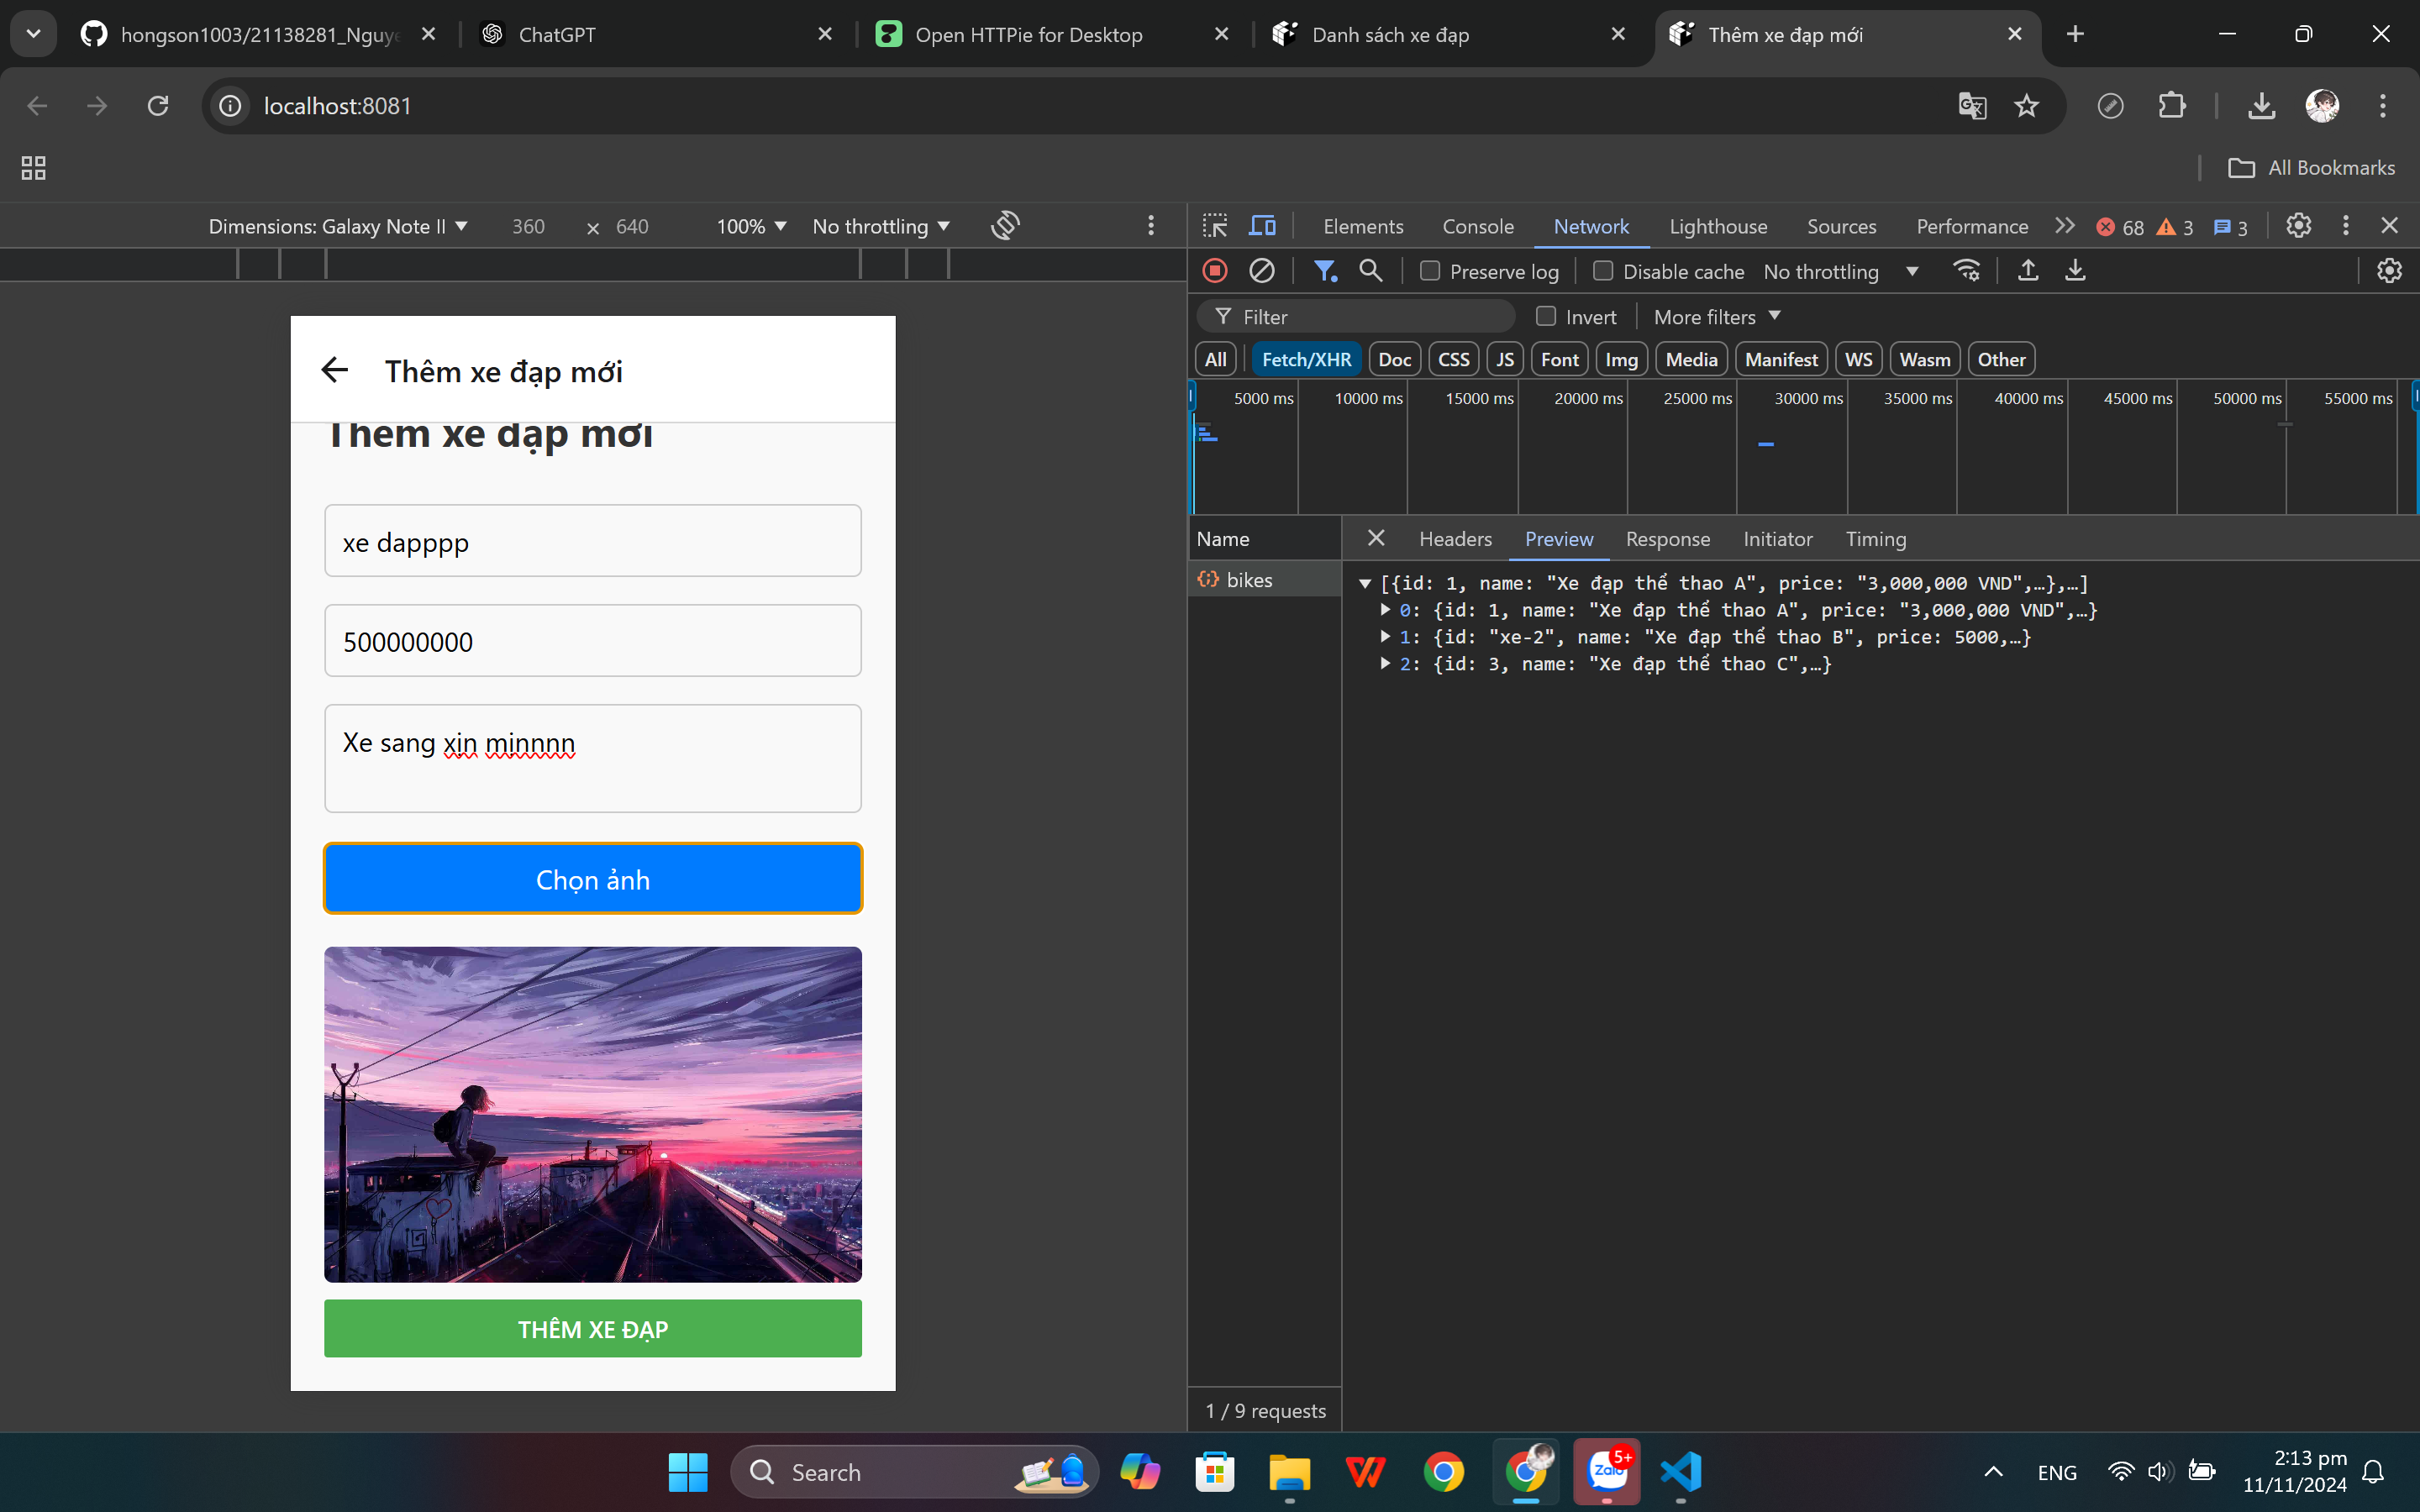 hongson1003/21138281_Nguye
ChatGPT
Open HTTPie for Desktop
Danh sách xe đạp
Thêm xe đạp mới
localhost:8081
All Bookmarks
Dimensions: Galaxy Note II 360 × 640 100% No throttling
Elements Console Network Lighthouse Sources Performance 68 3 3
Preserve log Disable cache No throttling
Filter Invert More filters
All Fetch/XHR Doc CSS JS Font Img Media Manifest WS Wasm Other
5000 ms 10000 ms 15000 ms 20000 ms 25000 ms 30000 ms 35000 ms 40000 ms 45000 ms 50000 ms 55000 ms
Name
Headers Preview Response Initiator Timing
bikes
[{id: 1, name: "Xe đạp thể thao A", price: "3,000,000 VND",…},…]
0: {id: 1, name: "Xe đạp thể thao A", price: "3,000,000 VND",…}
1: {id: "xe-2", name: "Xe đạp thể thao B", price: 5000,…}
2: {id: 3, name: "Xe đạp thể thao C",…}
1 / 9 requests
Thêm xe đạp mới
Thêm xe đạp mới
xe dapppp
500000000
Xe sang xịn mịnnnn
Chọn ảnh
THÊM XE ĐẠP
Search
Zalo
5+
ENG
2:13 pm
11/11/2024